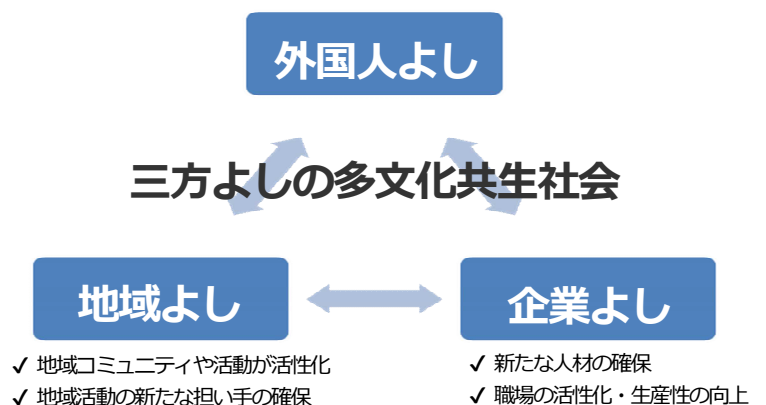 外国人よし
三方よしの多文化共生社会
地域よし
✓ 地域コミュニティや活動が活性化
✓ 地域活動の新たな担い手の確保
企業よし
✓ 新たな人材の確保
✓ 職場の活性化・生産性の向上